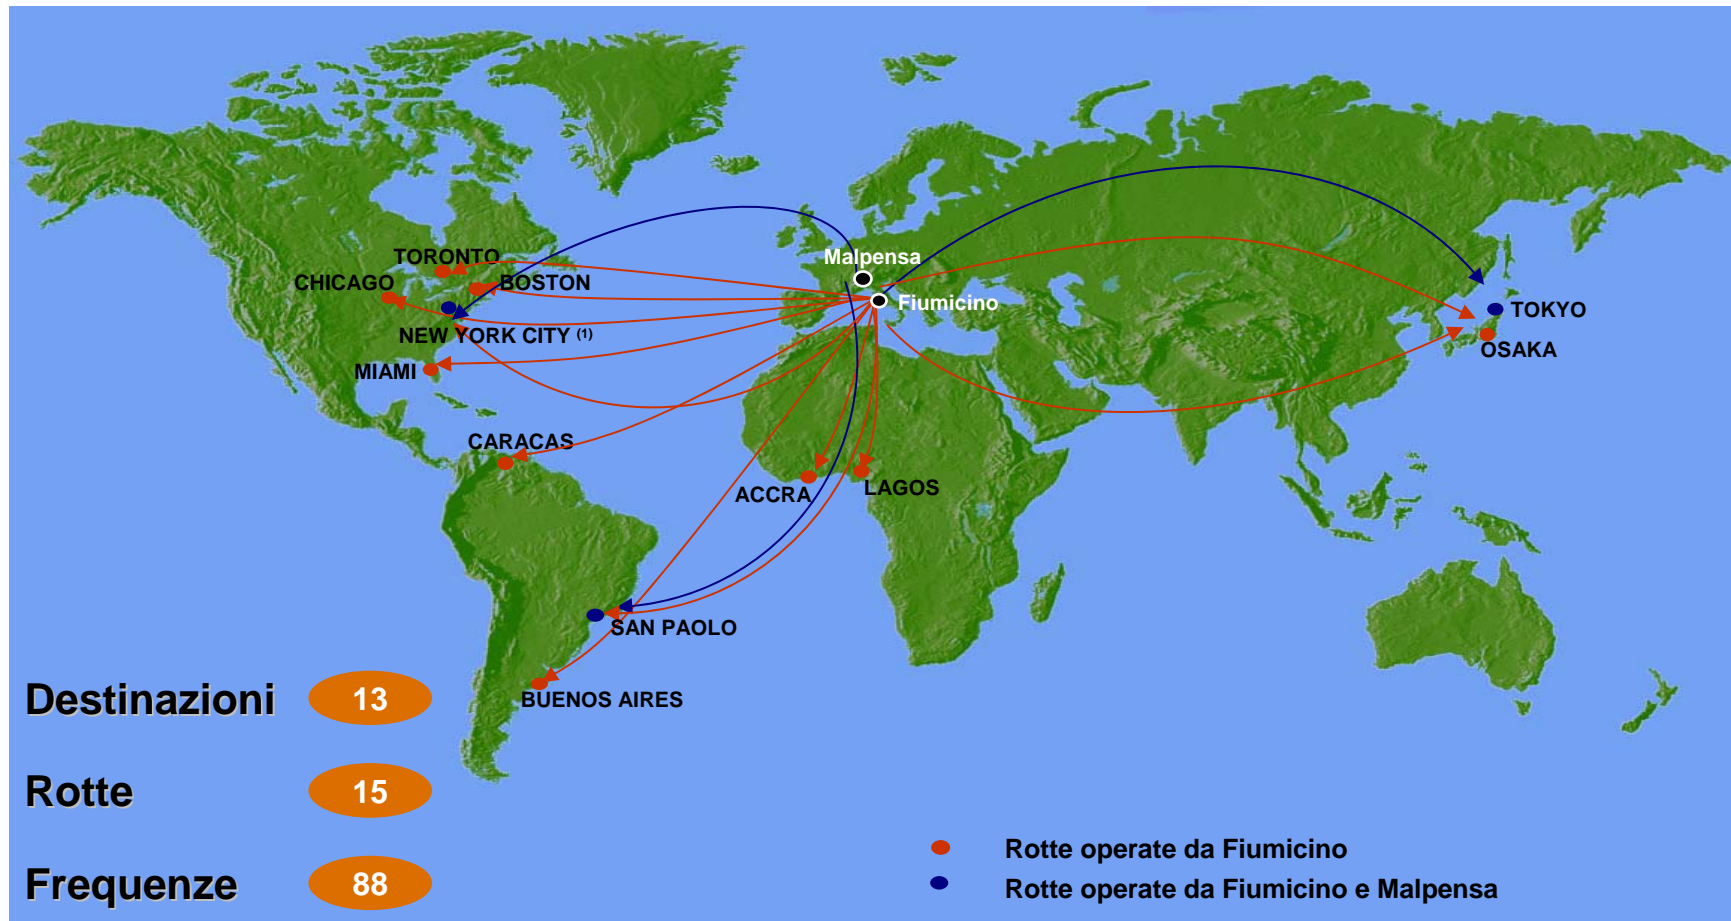 Malpensa
TORONTO
CHICAGO
BOSTON
Fiumicino
TOKYO
NEW YORK CITY (1)
OSAKA
MIAMI
CARACAS
ACCRA
LAGOS
SAN PAOLO
BUENOS AIRES
Destinazioni 13
Rotte 15
Frequenze 88
Rotte operate da Fiumicino
Rotte operate da Fiumicino e Malpensa